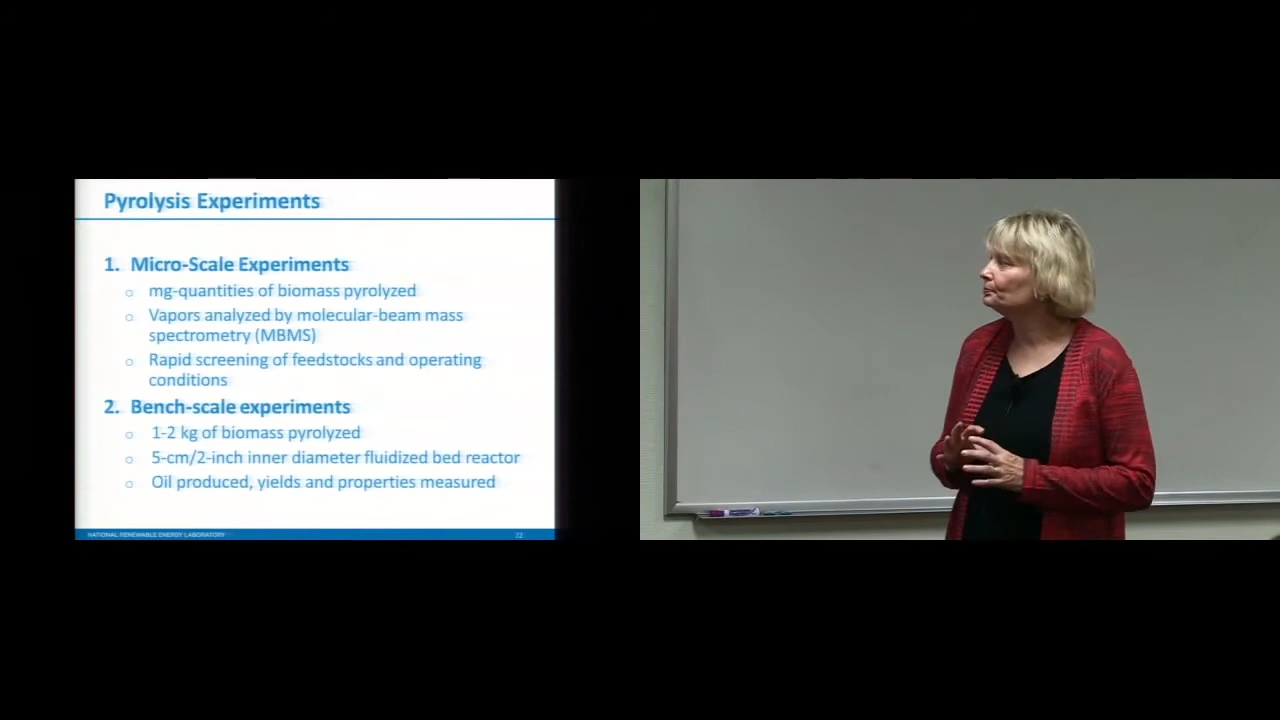 Pyrolysis Experiments
1. Micro-Scale Experiments
○ mg-quantities of biomass pyrolyzed
○ Vapors analyzed by molecular-beam mass
spectrometry (MBMS)
○ Rapid screening of feedstocks and operating
conditions
2. Bench-scale experiments
○ 1-2 kg of biomass pyrolyzed
○ 5-cm/2-inch inner diameter fluidized bed reactor
○ Oil produced, yields and properties measured
NATIONAL RENEWABLE ENERGY LABORATORY
22